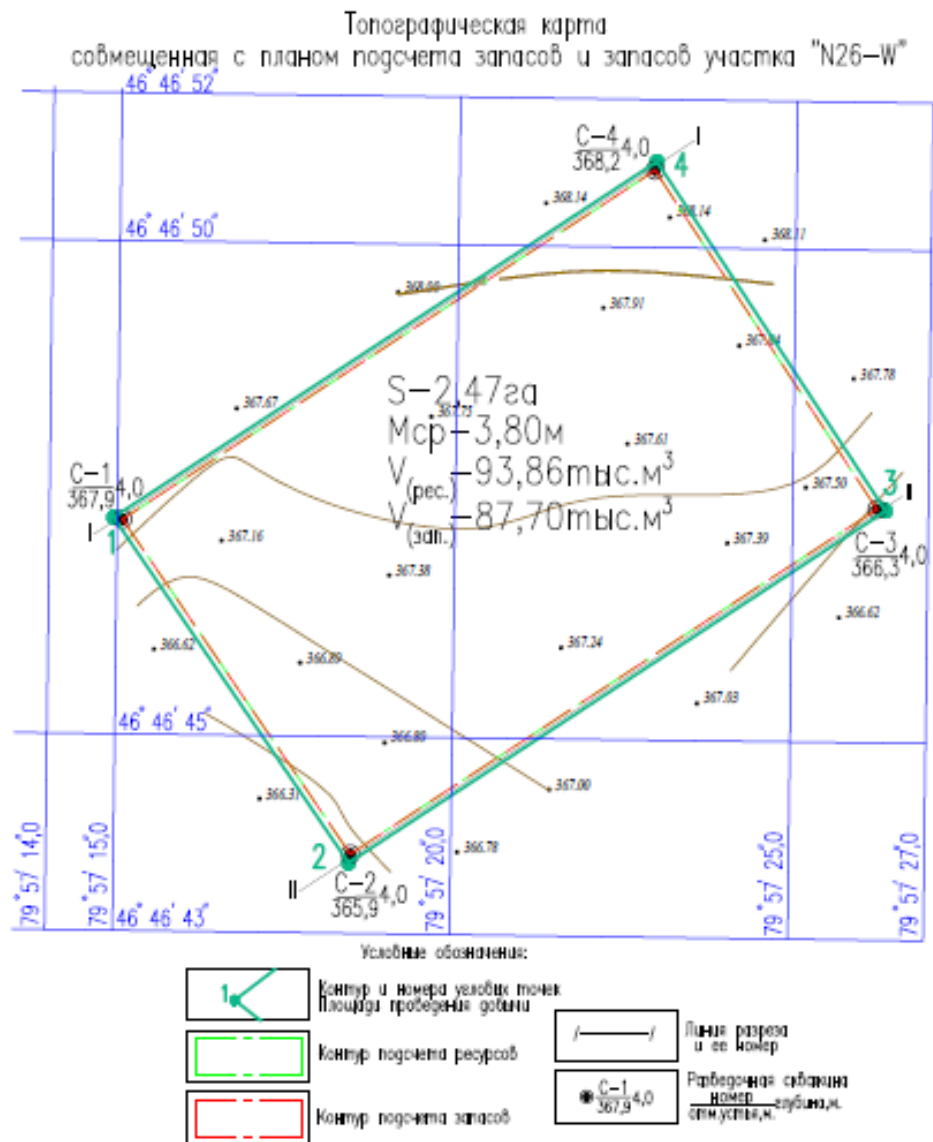 Топографическая карта
совмещенная с планом подсчета запасов и запасов участка "N26-W"
46° 46' 52"
С-4 4,0
368,2
I
4
368.14
368.14
46° 46' 50"
368.11
367.91
367.78
S-2,47га
367.67
367.75
Мср-3,80м
367.61
V(рес.)-93,86тыс.м³
С-1 4,0
367,9
367.50
3
II
V(зап.)-87,70тыс.м³
I
1
367.16
367.39
С-3 4,0
366,3
367.38
366.62
366.62
367.24
366.89
367.03
46° 46' 45"
366.89
367.00
366.31
366.78
2
II
С-2 4,0
365,9
79° 57' 14,0
79° 57' 15,0
79° 57' 20,0
79° 57' 25,0
79° 57' 27,0
46° 46' 43"
Условные обозначения:
1
Контур и номера угловых точек
Площади проведения добычи
Контур подсчета ресурсов
Контур подсчета запасов
Линия разреза
и ее номер
С-1 4,0
367,9
Разведочная скважина
номер
глубина,м.
отм.устья,м.